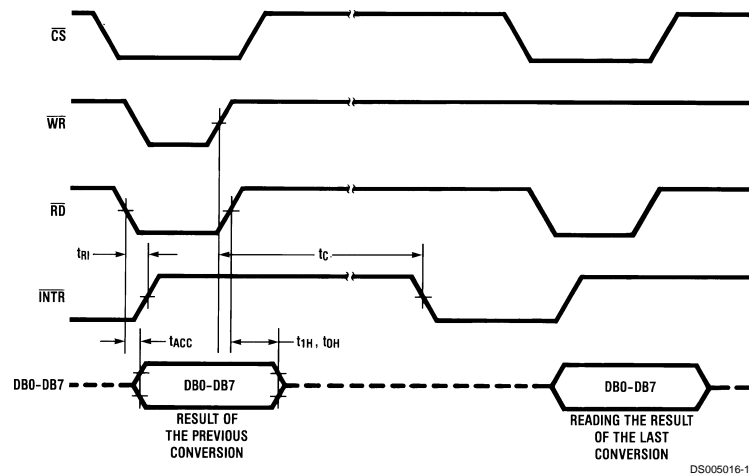 CS
WR
RD
tRI
tC
INTR
tACC
t1H, t0H
DB0-DB7
DB0-DB7
DB0-DB7
RESULT OF
THE PREVIOUS
CONVERSION
READING THE RESULT
OF THE LAST
CONVERSION
DS005016-1